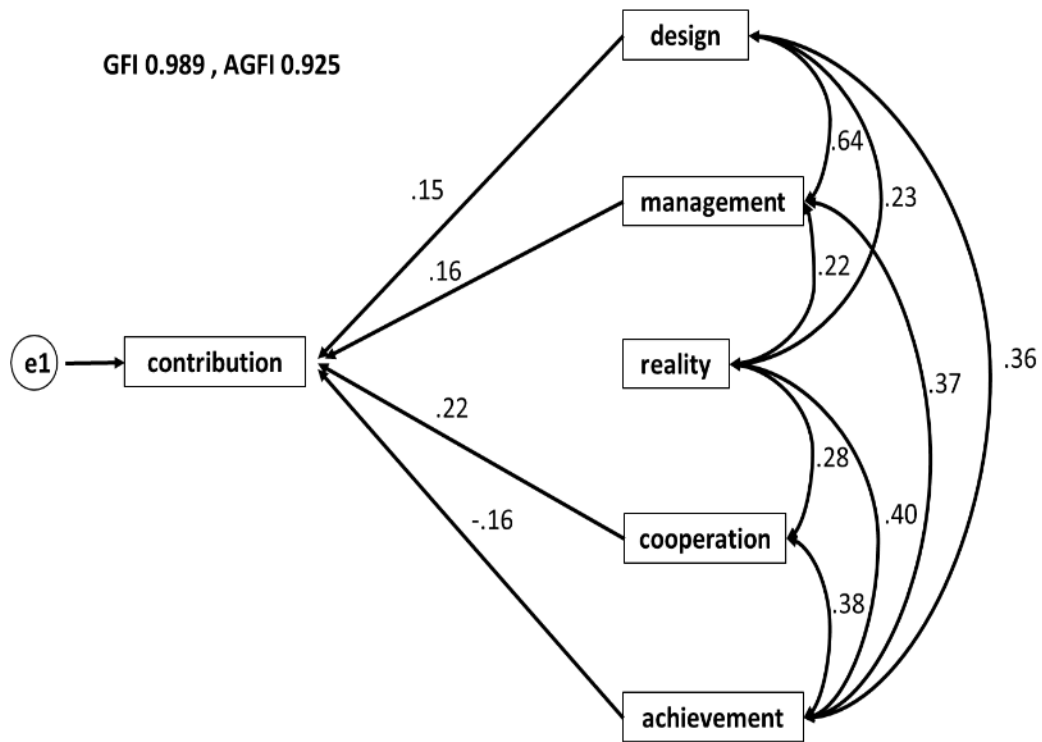 design
GFI 0.989 , AGFI 0.925
.64
.15
management
.23
.16
.22
e1
contribution
reality
.36
.37
.22
.28
-.16
cooperation
.40
.38
achievement